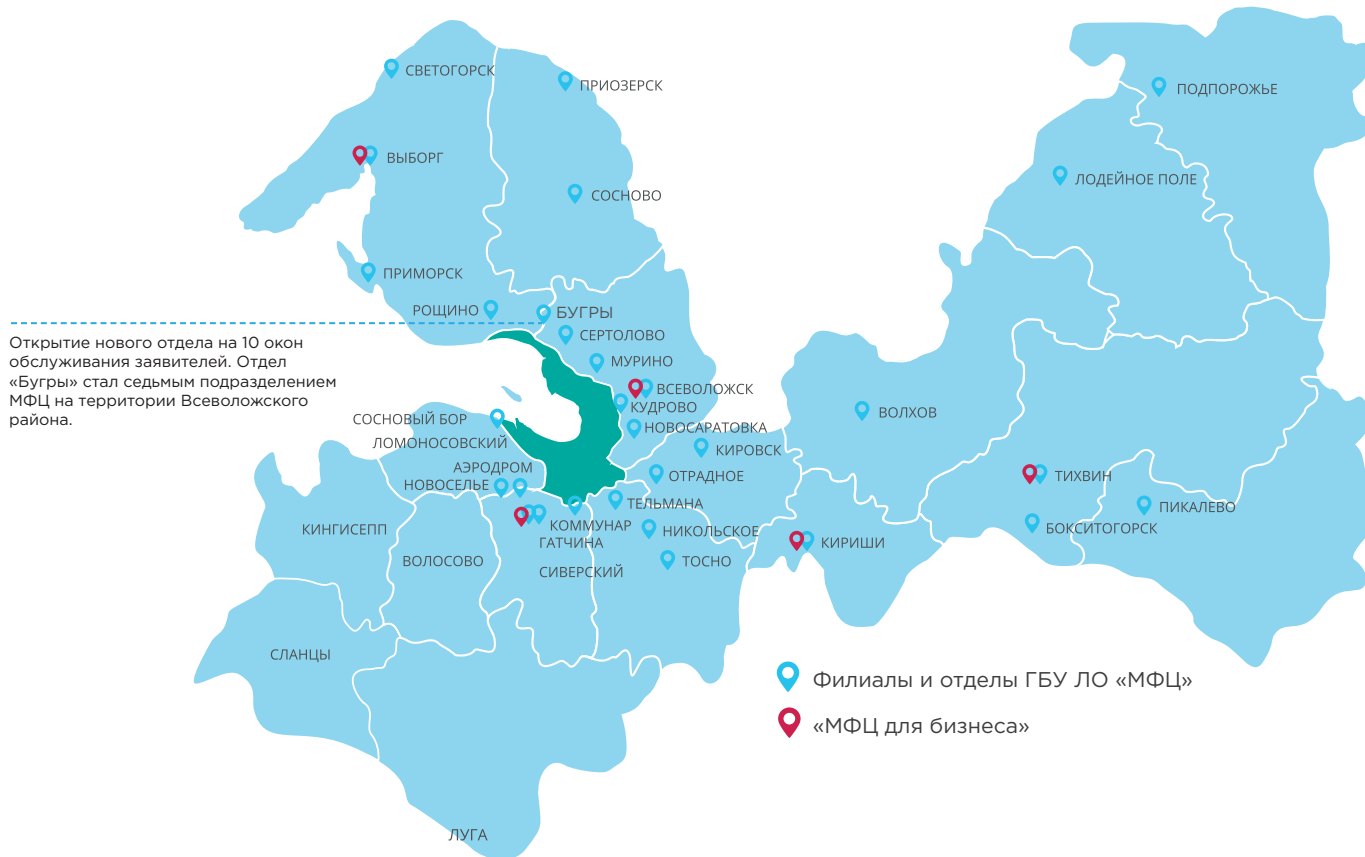 СВЕТОГОРСК
ПРИОЗЕРСК
ПОДПОРОЖЬЕ
ВЫБОРГ
ЛОДЕЙНОЕ ПОЛЕ
СОСНОВО
ПРИМОРСК
РОЩИНО
БУГРЫ
Открытие нового отдела на 10 окон
обслуживания заявителей. Отдел
«Бугры» стал седьмым подразделением
МФЦ на территории Всеволожского
района.
СЕРТОЛОВО
МУРИНО
ВСЕВОЛОЖСК
КУДРОВО
НОВОСАРАТОВКА
ВОЛХОВ
СОСНОВЫЙ БОР
ЛОМОНОСОВСКИЙ
КИРОВСК
АЭРОДРОМ
НОВОСЕЛЬЕ
ОТРАДНОЕ
ТИХВИН
ТЕЛЬМАНА
ПИКАЛЕВО
КИНГИСЕПП
КОММУНАР
НИКОЛЬСКОЕ
БОКСИТОГОРСК
ГАТЧИНА
КИРИШИ
ВОЛОСОВО
СИВЕРСКИЙ
ТОСНО
СЛАНЦЫ
Филиалы и отделы ГБУ ЛО «МФЦ»
«МФЦ для бизнеса»
ЛУГА